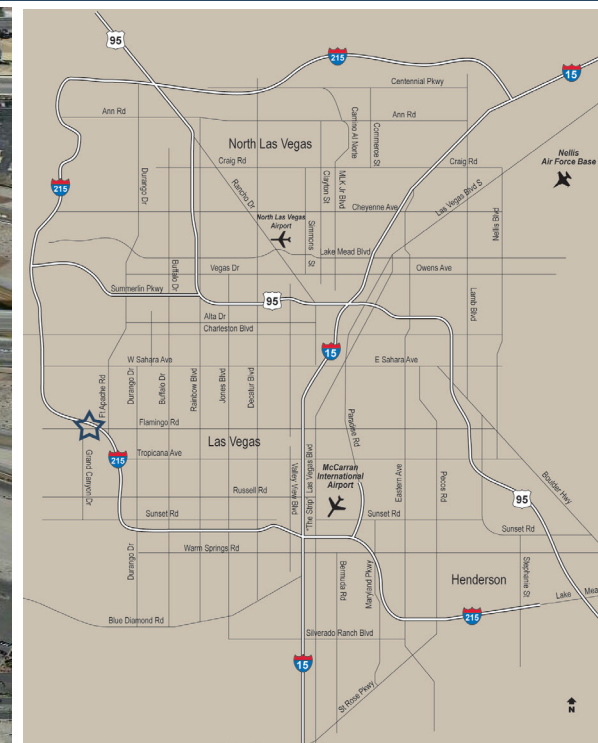 95
215
15
Centennial Pkwy
Ann Rd
Camino Al Norte
Commerce St
Ann Rd
North Las Vegas
Craig Rd
Craig Rd
Nellis
Air Force Base
215
Durango Dr
Rancho Dr
Clayton St
MLK Jr Blvd
Las Vegas Blvd S
Cheyenne Ave
North Las Vegas
Airport
Simmons St
Nellis Blvd
Lake Mead Blvd
Buffalo Dr
Vegas Dr
Owens Ave
Summerlin Pkwy
95
Lamb Blvd
Alta Dr
Charleston Blvd
15
W Sahara Ave
E Sahara Ave
Ft Apache Rd
Durango Dr
Buffalo Dr
Rainbow Blvd
Jones Blvd
Decatur Blvd
Paradise Rd
Flamingo Rd
Las Vegas
Tropicana Ave
215
Grand Canyon Dr
Valley View Blvd
"The Strip" Las Vegas Blvd
McCarran
International
Airport
Eastern Ave
Pecos Rd
Boulder Hwy
Russell Rd
95
Sunset Rd
Sunset Rd
Sunset Rd
Warm Springs Rd
Durango Dr
Bermuda Rd
Maryland Pkwy
Henderson
Stephanie St
Lake Mea
Blue Diamond Rd
215
Silverado Ranch Blvd
15
St Rose Pkwy
N